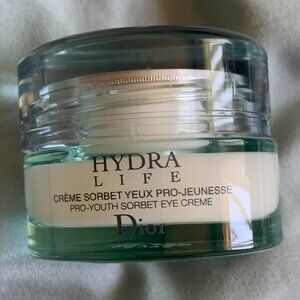 HYDRA
LIFE
CRÈME SORBET YEUX PRO-JEUNESSE
PRO-YOUTH SORBET EYE CREME
Dior